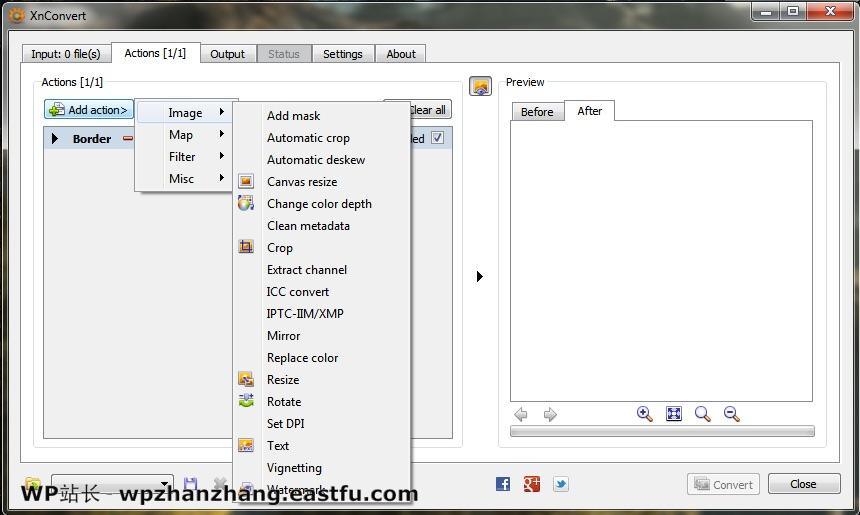 XnConvert
Input: 0 file(s)
Actions [1/1]
Output
Status
Settings
About
Actions [1/1]
Add action>
Clear all
Border
Image
Map
Filter
Misc
Add mask
Automatic crop
Automatic deskew
Canvas resize
Change color depth
Clean metadata
Crop
Extract channel
ICC convert
IPTC-IIM/XMP
Mirror
Replace color
Resize
Rotate
Set DPI
Text
Vignetting
Watermark
Preview
Before
After
Convert
Close
WP站长 - wpzhanzhang.eastfu.com